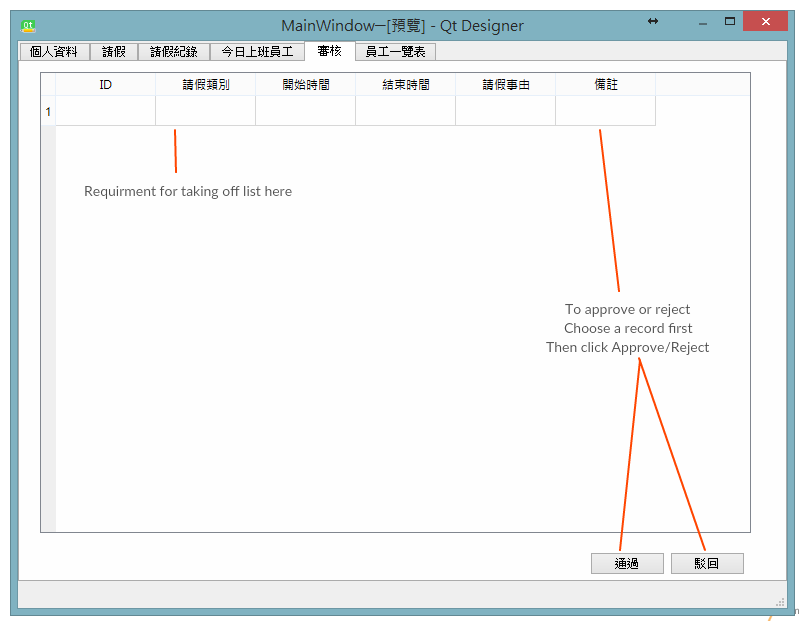 Qt
MainWindow—[預覽] - Qt Designer
個人資料 請假 請假紀錄 今日上班員工 審核 員工一覽表
ID 請假類別 開始時間 結束時間 請假事由 備註
1
Requirment for taking off list here
To approve or reject
Choose a record first
Then click Approve/Reject
通過 駁回